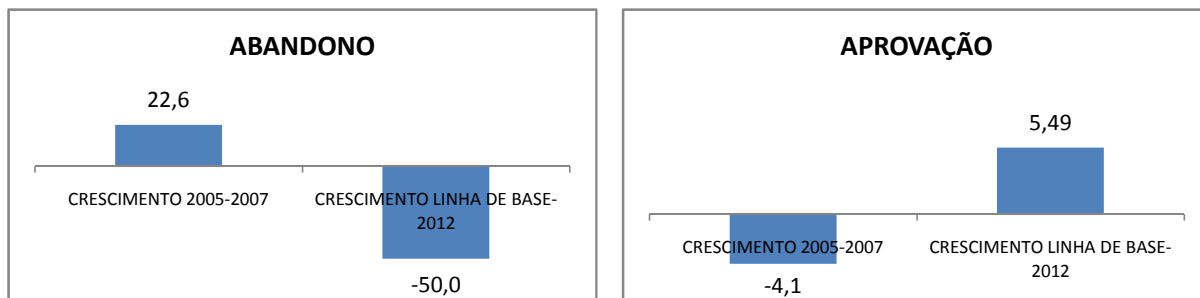 ABANDONO
22,6
CRESCIMENTO 2005-2007
CRESCIMENTO LINHA DE BASE-
2012
-50,0
APROVAÇÃO
5,49
CRESCIMENTO 2005-2007
CRESCIMENTO LINHA DE BASE-
2012
-4,1